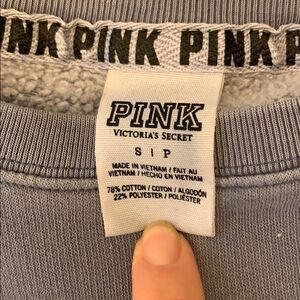 NK PINK PINK P
PINK
VICTORIA'S SECRET
S | P
MADE IN VIETNAM / FAIT AU
VIETNAM / HECHO EN VIETNAM
78% COTTON / COTON / ALGODÓN
22% POLYESTER / POLIÉSTER